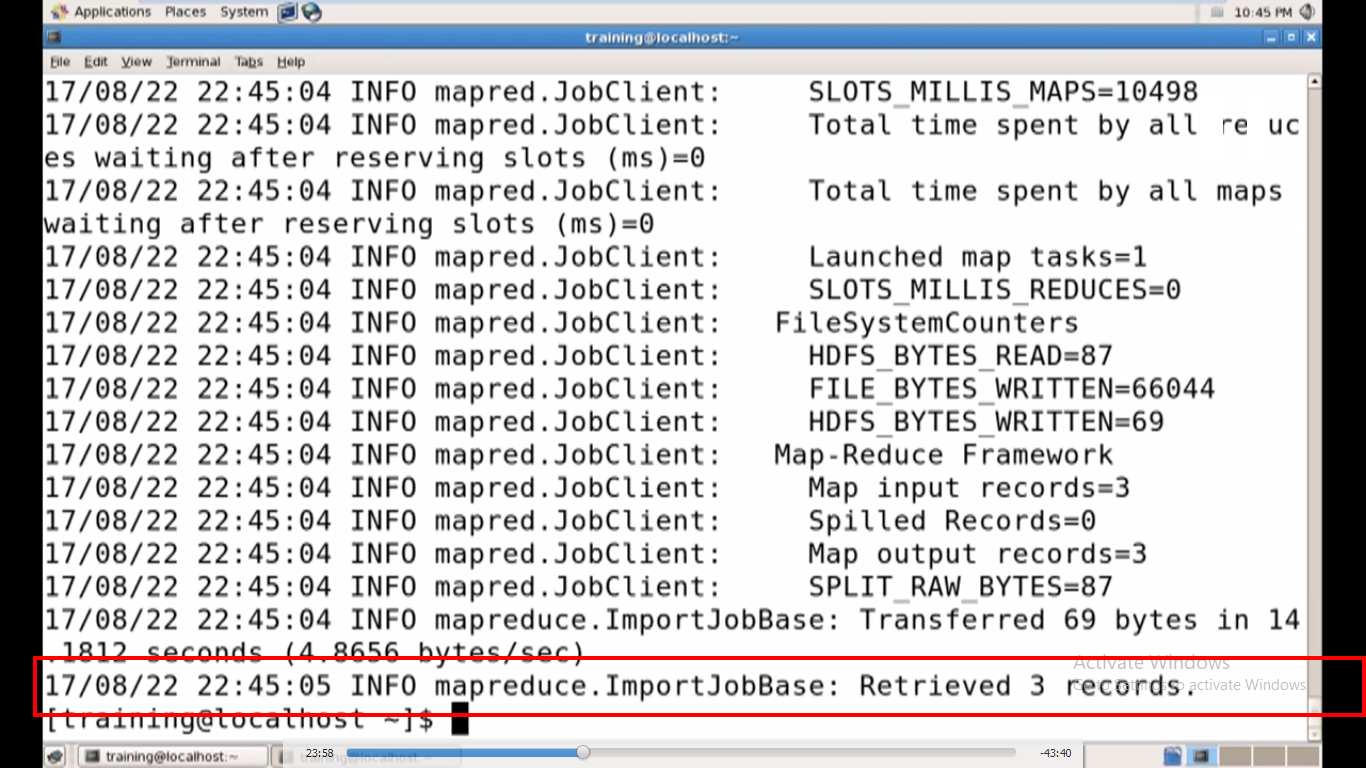 Applications Places System 10:45 PM
training@localhost:~
File Edit View Terminal Tabs Help
17/08/22 22:45:04 INFO mapred.JobClient: SLOTS_MILLIS_MAPS=10498
17/08/22 22:45:04 INFO mapred.JobClient: Total time spent by all re uc
es waiting after reserving slots (ms)=0
17/08/22 22:45:04 INFO mapred.JobClient: Total time spent by all maps
waiting after reserving slots (ms)=0
17/08/22 22:45:04 INFO mapred.JobClient: Launched map tasks=1
17/08/22 22:45:04 INFO mapred.JobClient: SLOTS_MILLIS_REDUCES=0
17/08/22 22:45:04 INFO mapred.JobClient: FileSystemCounters
17/08/22 22:45:04 INFO mapred.JobClient: HDFS_BYTES_READ=87
17/08/22 22:45:04 INFO mapred.JobClient: FILE_BYTES_WRITTEN=66044
17/08/22 22:45:04 INFO mapred.JobClient: HDFS_BYTES_WRITTEN=69
17/08/22 22:45:04 INFO mapred.JobClient: Map-Reduce Framework
17/08/22 22:45:04 INFO mapred.JobClient: Map input records=3
17/08/22 22:45:04 INFO mapred.JobClient: Spilled Records=0
17/08/22 22:45:04 INFO mapred.JobClient: Map output records=3
17/08/22 22:45:04 INFO mapred.JobClient: SPLIT_RAW_BYTES=87
17/08/22 22:45:04 INFO mapreduce.ImportJobBase: Transferred 69 bytes in 14
.1812 seconds (4.8656 bytes/sec)
Activate Windows
17/08/22 22:45:05 INFO mapreduce.ImportJobBase: Retrieved 3 records.
Go to Settings to activate Windows.
[training@localhost ~]$
23:58 -43:40
training@localhost:~ training@localhost:~